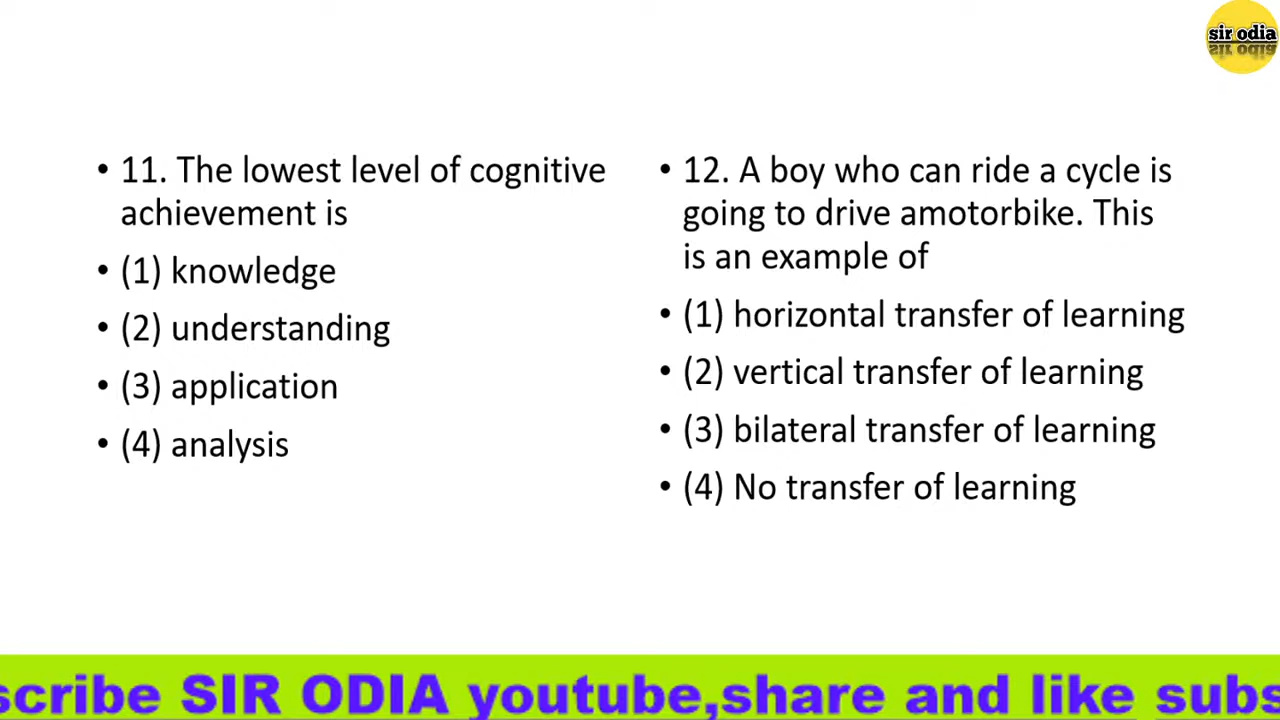 sir odia
• 11. The lowest level of cognitive
achievement is
• (1) knowledge
• (2) understanding
• (3) application
• (4) analysis
• 12. A boy who can ride a cycle is
going to drive amotorbike. This
is an example of
• (1) horizontal transfer of learning
• (2) vertical transfer of learning
• (3) bilateral transfer of learning
• (4) No transfer of learning
scribe SIR ODIA youtube,share and like subs